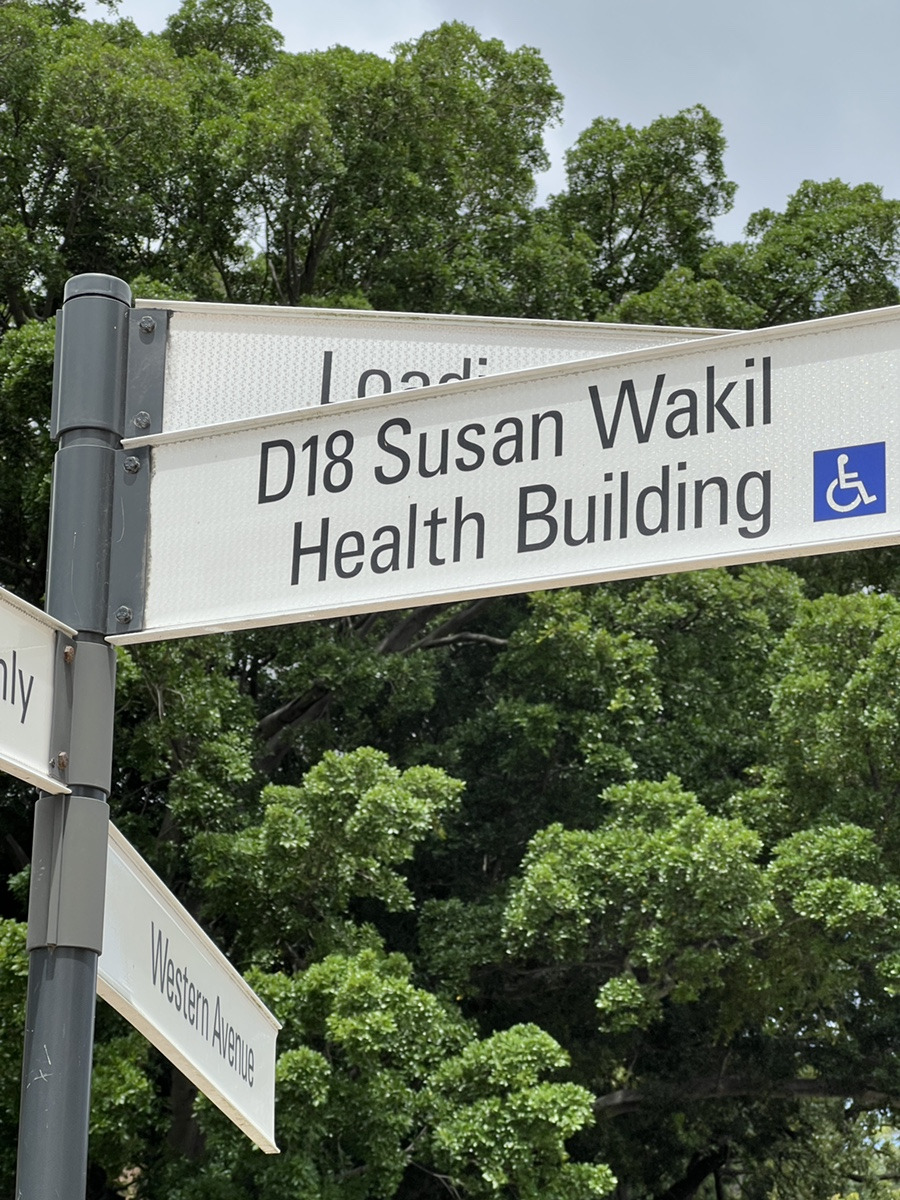 D18 Susan Wakil
Health Building
Western Avenue